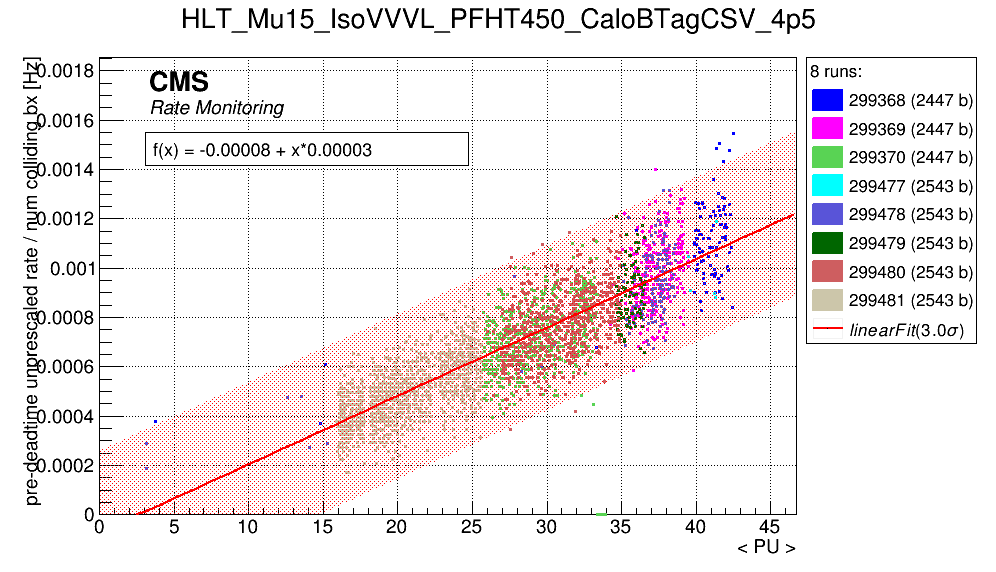 HLT_Mu15_IsoVVVL_PFHT450_CaloBTagCSV_4p5
pre-deadtime unprescaled rate / num colliding bx [Hz]
0.0018
0.0016
0.0014
0.0012
0.001
0.0008
0.0006
0.0004
0.0002
0
CMS
Rate Monitoring
f(x) = -0.00008 + x*0.00003
0 5 10 15 20 25 30 35 40 45
< PU >
8 runs:
299368 (2447 b)
299369 (2447 b)
299370 (2447 b)
299477 (2543 b)
299478 (2543 b)
299479 (2543 b)
299480 (2543 b)
299481 (2543 b)
linearFit(3.0σ)